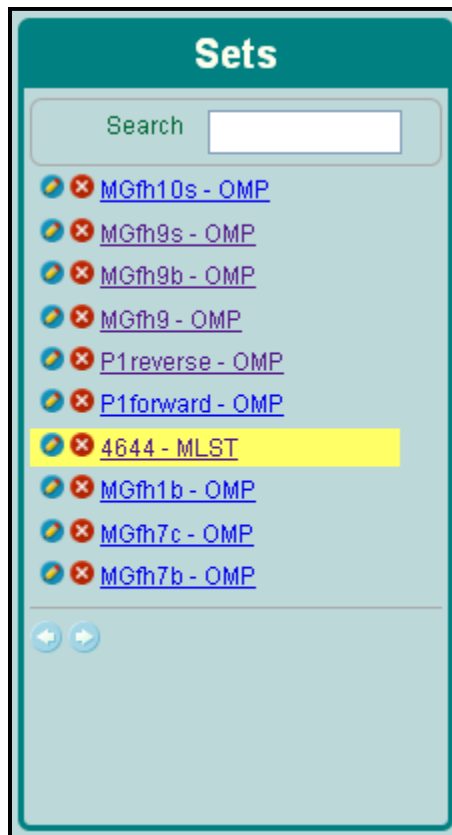 Sets
Search
MGfh10s - OMP
MGfh9s - OMP
MGfh9b - OMP
MGfh9 - OMP
P1reverse - OMP
P1forward - OMP
4644 - MLST
MGfh1b - OMP
MGfh7c - OMP
MGfh7b - OMP